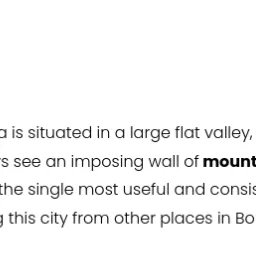 a is situated in a large flat valley,
s see an imposing wall of mount
the single most useful and consis
g this city from other places in Bo